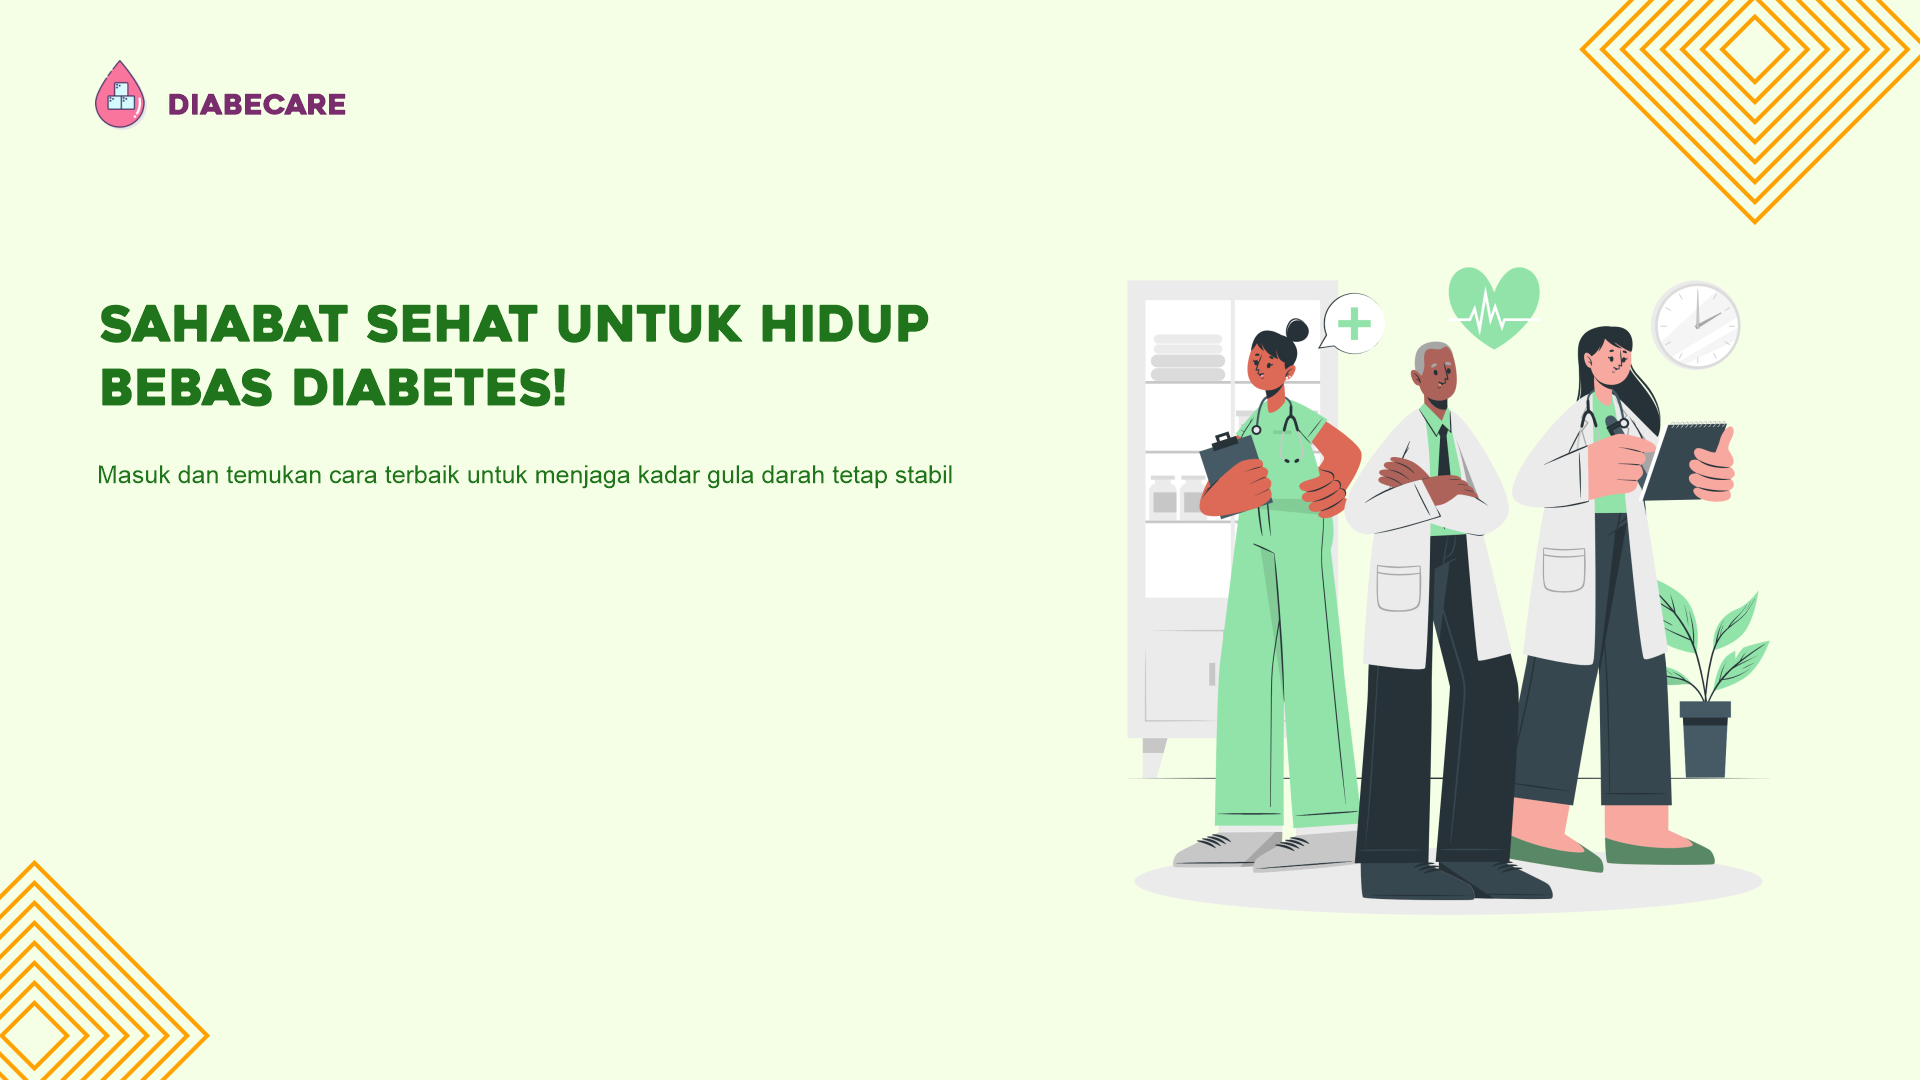 DIABECARE
SAHABAT SEHAT UNTUK HIDUP
BEBAS DIABETES!
Masuk dan temukan cara terbaik untuk menjaga kadar gula darah tetap stabil